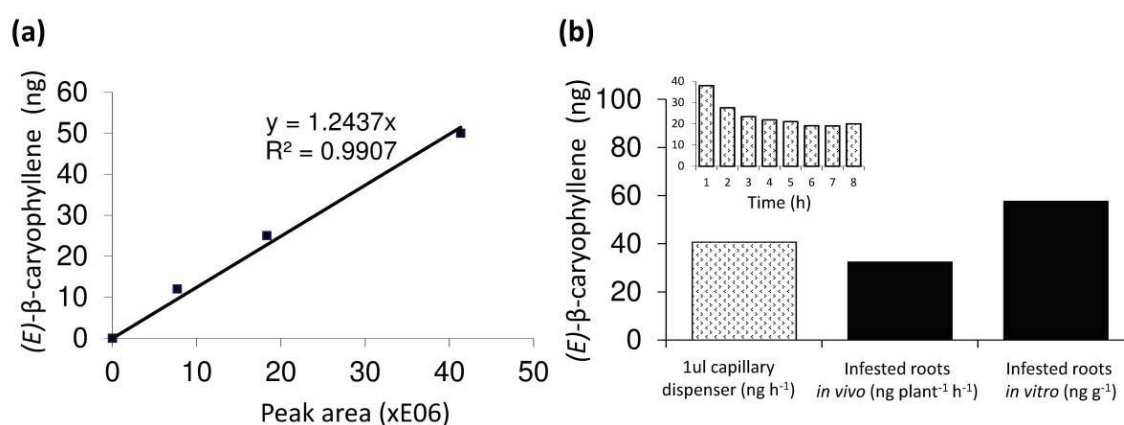 (a)
(E)-β-caryophyllene (ng)
60
50
40
30
20
10
0
y = 1.2437x
R² = 0.9907
0 10 20 30 40 50
Peak area (xE06)
(b)
(E)-β-caryophyllene (ng)
100
80
60
40
20
0
40
30
20
10
0
1 2 3 4 5 6 7 8
Time (h)
1ul capillary
dispenser (ng h⁻¹)
Infested roots
in vivo (ng plant⁻¹ h⁻¹)
Infested roots
in vitro (ng g⁻¹)